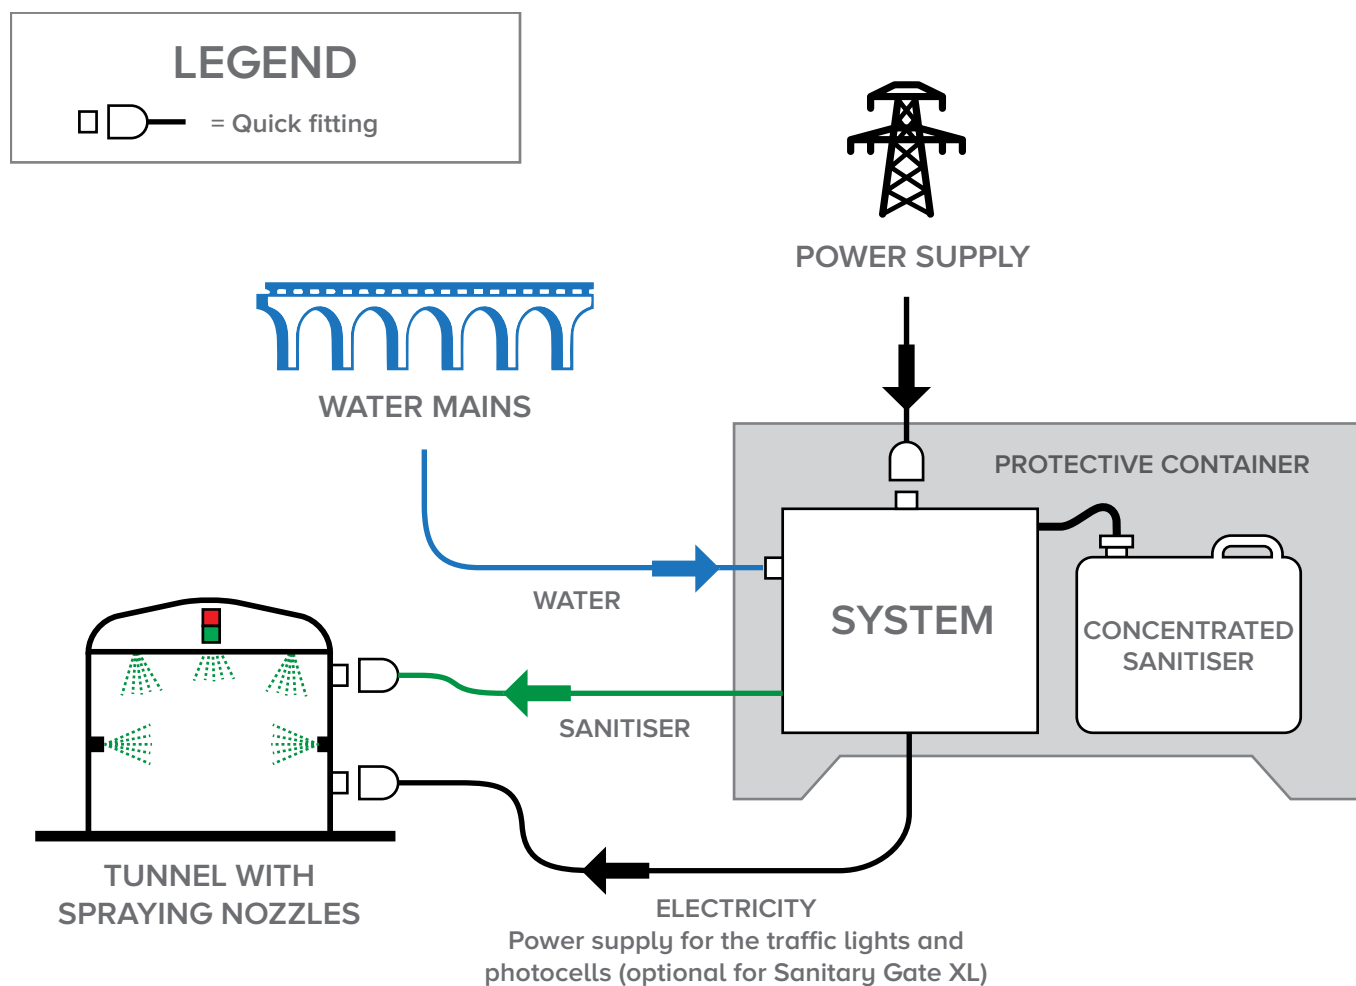 LEGEND
= Quick fitting
POWER SUPPLY
WATER MAINS
PROTECTIVE CONTAINER
WATER
SYSTEM
CONCENTRATED
SANITISER
SANITISER
TUNNEL WITH
SPRAYING NOZZLES
ELECTRICITY
Power supply for the traffic lights and
photocells (optional for Sanitary Gate XL)